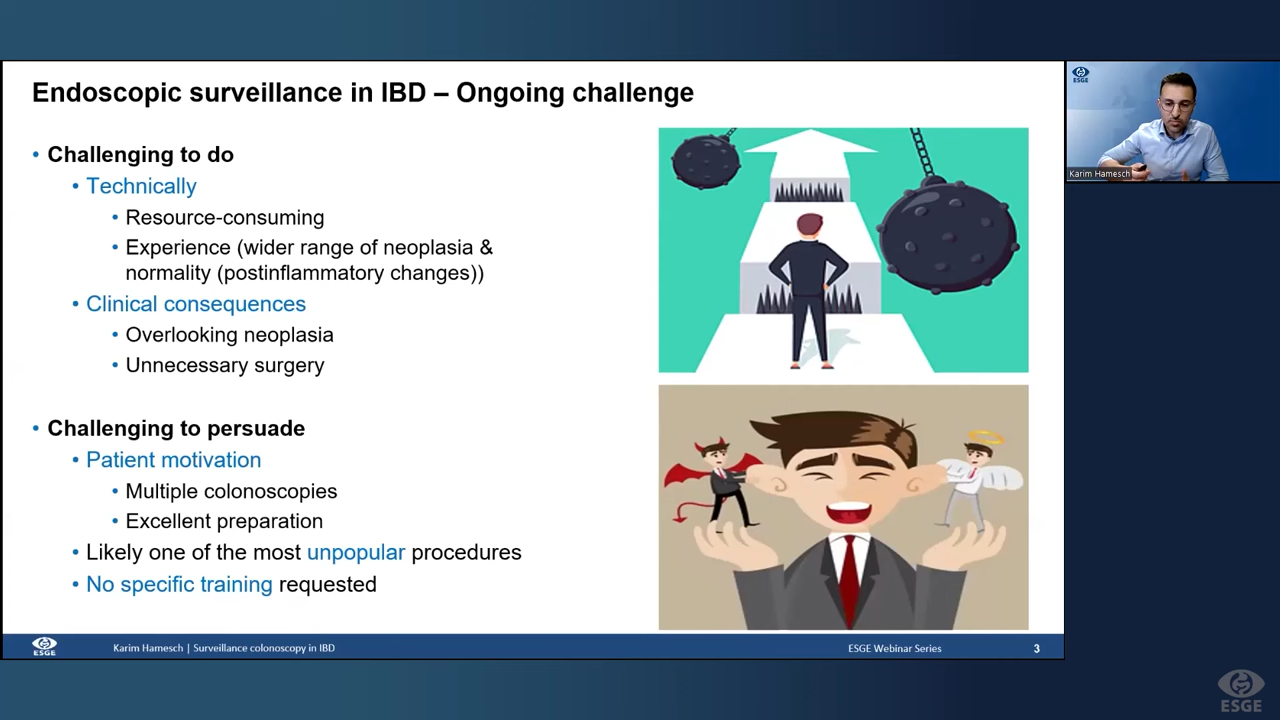 Endoscopic surveillance in IBD – Ongoing challenge
• Challenging to do
• Technically
• Resource-consuming
• Experience (wider range of neoplasia &
normality (postinflammatory changes))
• Clinical consequences
• Overlooking neoplasia
• Unnecessary surgery
• Challenging to persuade
• Patient motivation
• Multiple colonoscopies
• Excellent preparation
• Likely one of the most unpopular procedures
• No specific training requested
ESGE
Karim Hamesch | Surveillance colonoscopy in IBD
ESGE Webinar Series
3
ESGE
Karim Hamesch
ESGE